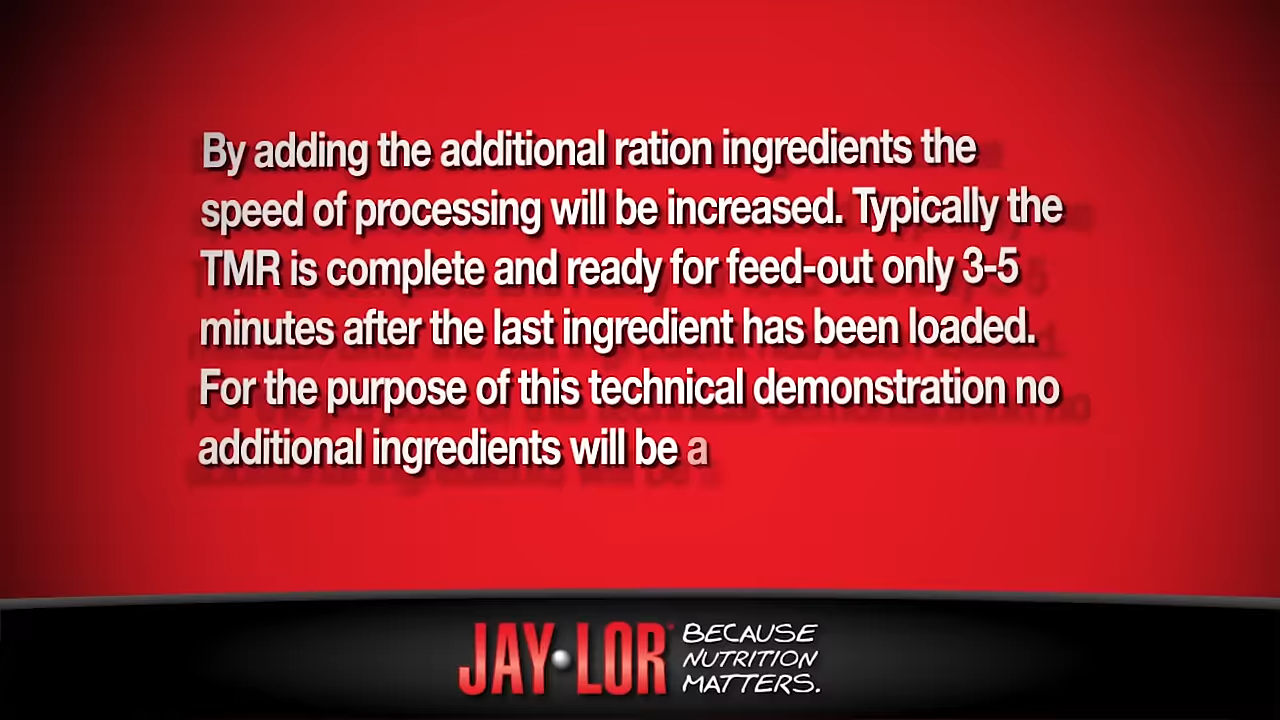 By adding the additional ration ingredients the
speed of processing will be increased. Typically the
TMR is complete and ready for feed-out only 3-5
minutes after the last ingredient has been loaded.
For the purpose of this technical demonstration no
additional ingredients will be a
JAY•LOR
BECAUSE
NUTRITION
MATTERS.